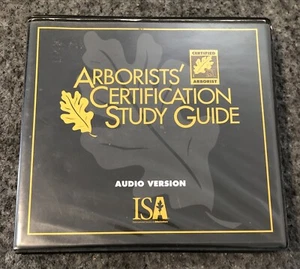 CERTIFIED
ARBORIST
ARBORISTS'
CERTIFICATION
STUDY GUIDE
AUDIO VERSION
ISA